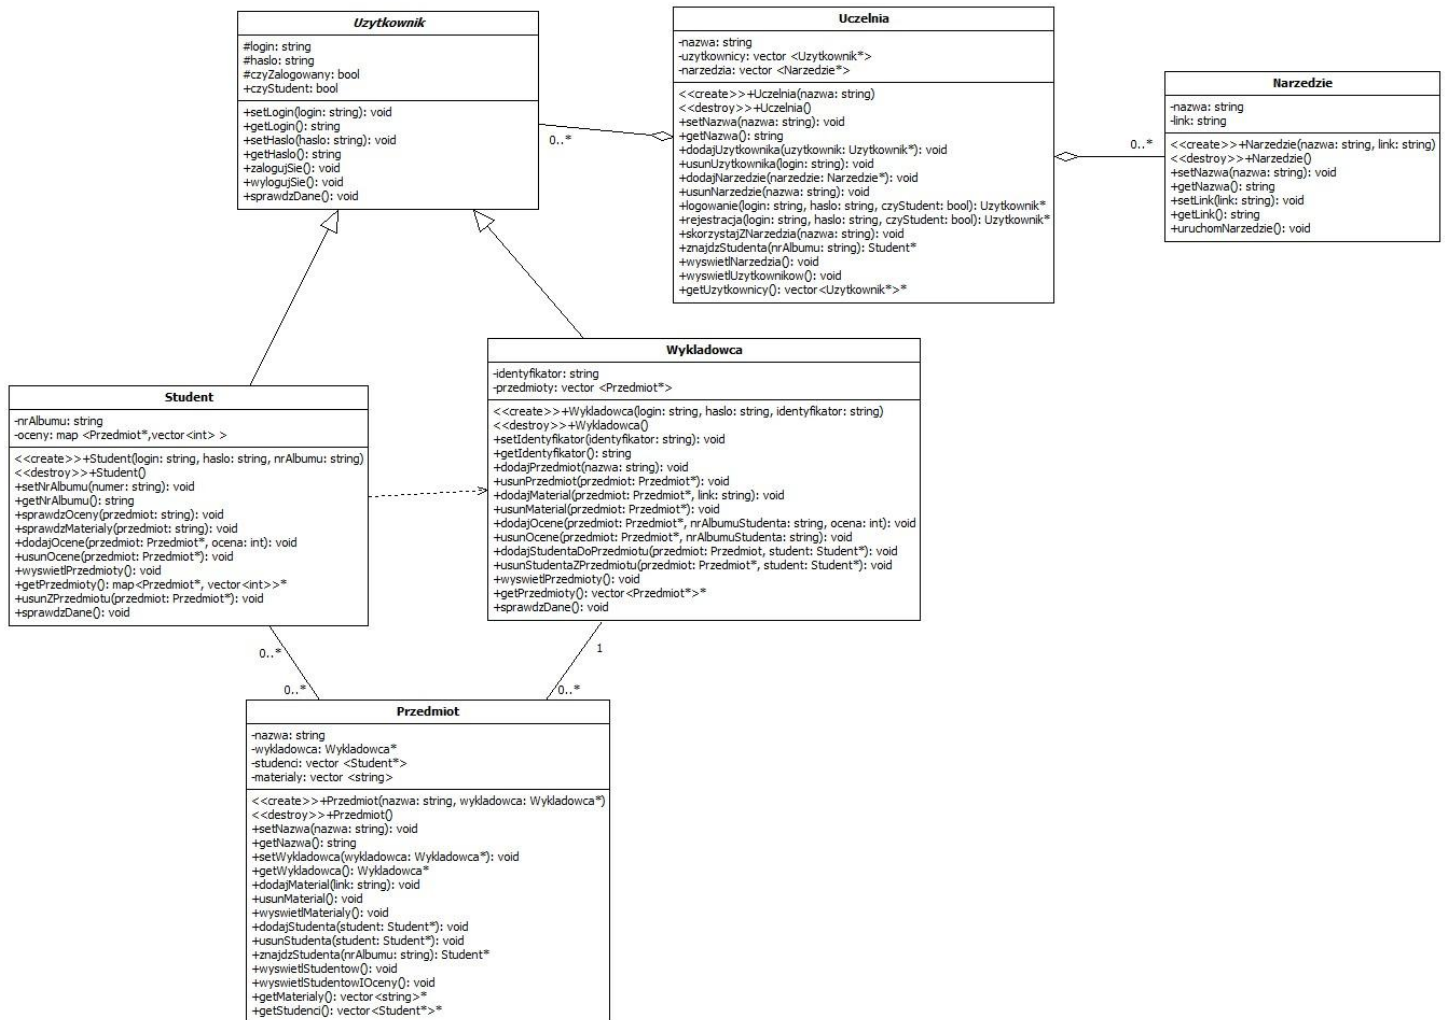 Uzytkownik
#login: string
#haslo: string
#czyZalogowany: bool
+czyStudent: bool
+setLogin(login: string): void
+getLogin(): string
+setHaslo(haslo: string): void
+getHaslo(): string
+zalogujSie(): void
+wylogujSie(): void
+sprawdzDane(): void
Uczelnia
-nazwa: string
-uzytkownicy: vector <Uzytkownik*>
-narzedzia: vector <Narzedzie*>
<<create>>+Uczelnia(nazwa: string)
<<destroy>>+Uczelnia()
+setNazwa(nazwa: string): void
+getNazwa(): string
+dodajUzytkownika(uzytkownik: Uzytkownik*): void
+usunUzytkownika(login: string): void
+dodajNarzedzie(narzedzie: Narzedzie*): void
+usunNarzedzie(nazwa: string): void
+logowanie(login: string, haslo: string, czyStudent: bool): Uzytkownik*
+rejestracja(login: string, haslo: string, czyStudent: bool): Uzytkownik*
+skorzystajZNarzedzia(nazwa: string): void
+znajdzStudenta(nrAlbumu: string): Student*
+wyswietlNarzedzia(): void
+wyswietlUzytkownikow(): void
+getUzytkownicy(): vector<Uzytkownik*>*
0..*
0..*
Narzedzie
-nazwa: string
-link: string
<<create>>+Narzedzie(nazwa: string, link: string)
<<destroy>>+Narzedzie()
+setNazwa(nazwa: string): void
+getNazwa(): string
+setLink(link: string): void
+getLink(): string
+uruchomNarzedzie(): void
Student
-nrAlbumu: string
-oceny: map <Przedmiot*,vector<int> >
<<create>>+Student(login: string, haslo: string, nrAlbumu: string)
<<destroy>>+Student()
+setNrAlbumu(numer: string): void
+getNrAlbumu(): string
+sprawdzOceny(przedmiot: string): void
+sprawdzMaterialy(przedmiot: string): void
+dodajOcene(przedmiot: Przedmiot*, ocena: int): void
+usunOcene(przedmiot: Przedmiot*): void
+wyswietlPrzedmioty(): void
+getPrzedmioty(): map<Przedmiot*, vector<int>>*
+usunZPrzedmiotu(przedmiot: Przedmiot*): void
+sprawdzDane(): void
Wykladowca
-identyfikator: string
-przedmioty: vector <Przedmiot*>
<<create>>+Wykladowca(login: string, haslo: string, identyfikator: string)
<<destroy>>+Wykladowca()
+setIdentyfikator(identyfikator: string): void
+getIdentyfikator(): string
+dodajPrzedmiot(nazwa: string): void
+usunPrzedmiot(przedmiot: Przedmiot*): void
+dodajMaterial(przedmiot: Przedmiot*, link: string): void
+usunMaterial(przedmiot: Przedmiot*): void
+dodajOcene(przedmiot: Przedmiot*, nrAlbumuStudenta: string, ocena: int): void
+usunOcene(przedmiot: Przedmiot*, nrAlbumuStudenta: string): void
+dodajStudentaDoPrzedmiotu(przedmiot: Przedmiot, student: Student*): void
+usunStudentaZPrzedmiotu(przedmiot: Przedmiot*, student: Student*): void
+wyswietlPrzedmioty(): void
+getPrzedmioty(): vector<Przedmiot*>*
+sprawdzDane(): void
0..*
0..*
1
0..*
Przedmiot
-nazwa: string
-wykladowca: Wykladowca*
-studenci: vector <Student*>
-materialy: vector <string>
<<create>>+Przedmiot(nazwa: string, wykladowca: Wykladowca*)
<<destroy>>+Przedmiot()
+setNazwa(nazwa: string): void
+getNazwa(): string
+setWykladowca(wykladowca: Wykladowca*): void
+getWykladowca(): Wykladowca*
+dodajMaterial(link: string): void
+usunMaterial(): void
+wyswietlMaterialy(): void
+dodajStudenta(student: Student*): void
+usunStudenta(student: Student*): void
+znajdzStudenta(nrAlbumu: string): Student*
+wyswietlStudentow(): void
+wyswietlStudentowIOceny(): void
+getMaterialy(): vector<string>*
+getStudenci(): vector<Student*>*